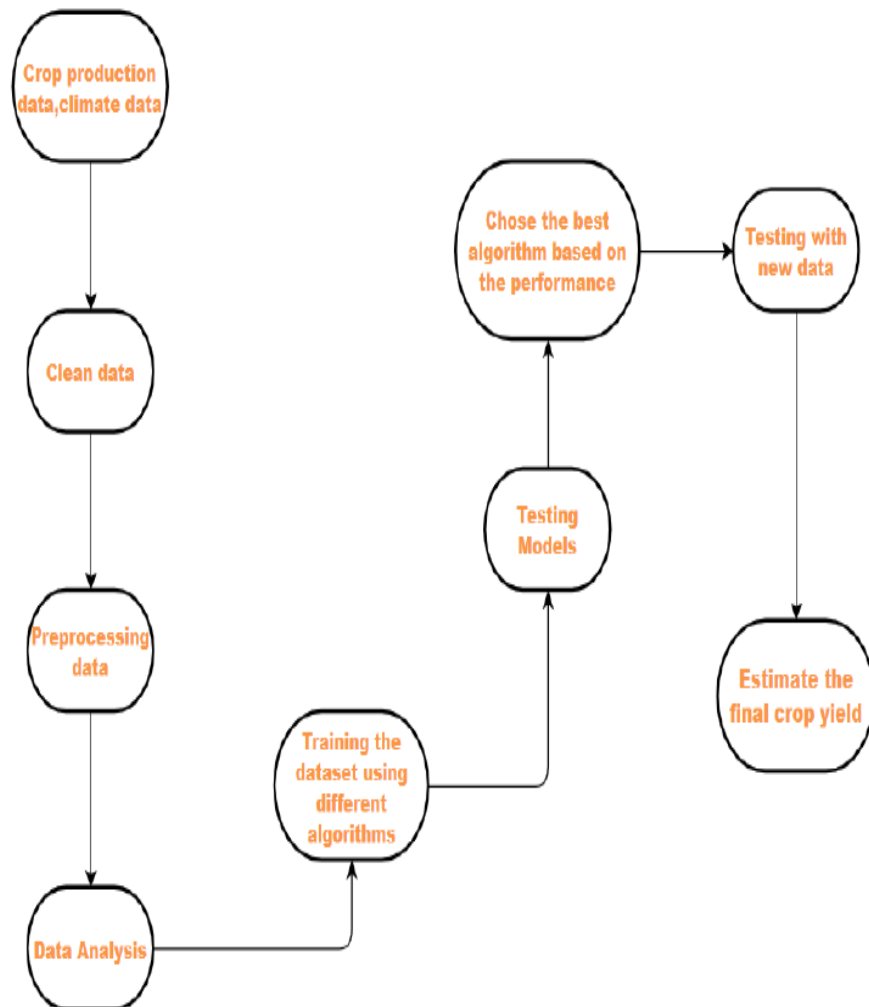 Crop production
data,climate data
Clean data
Preprocessing
data
Data Analysis
Training the
dataset using
different
algorithms
Testing
Models
Chose the best
algorithm based on
the performance
Testing with
new data
Estimate the
final crop yield